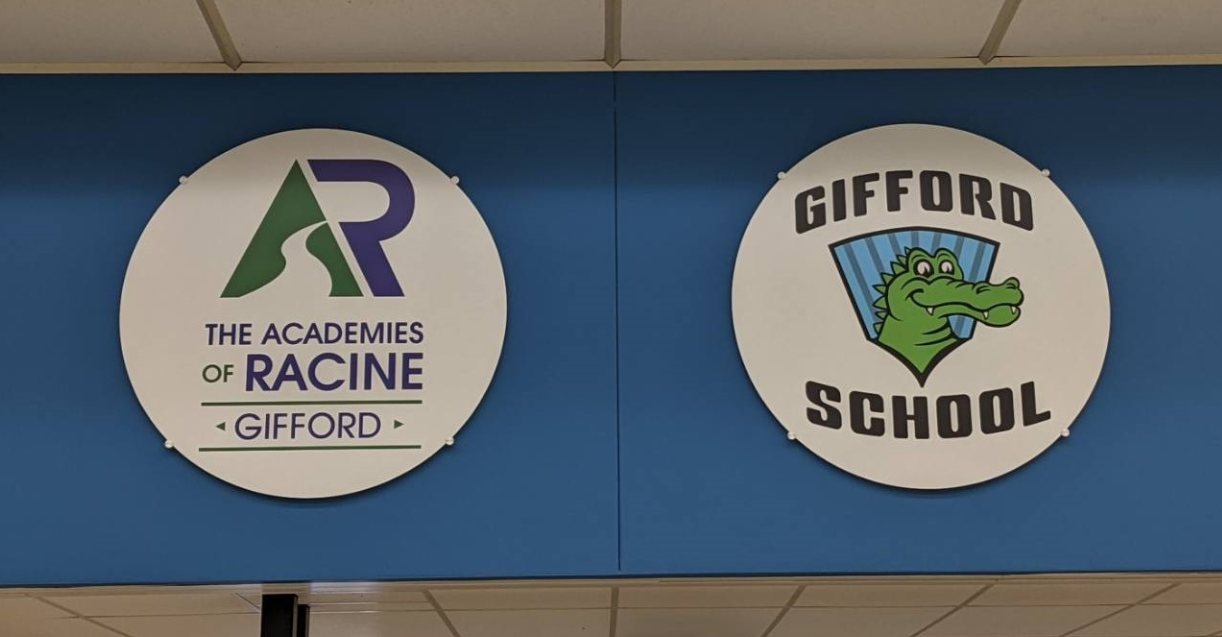 AR
THE ACADEMIES
OF RACINE
GIFFORD
GIFFORD
SCHOOL